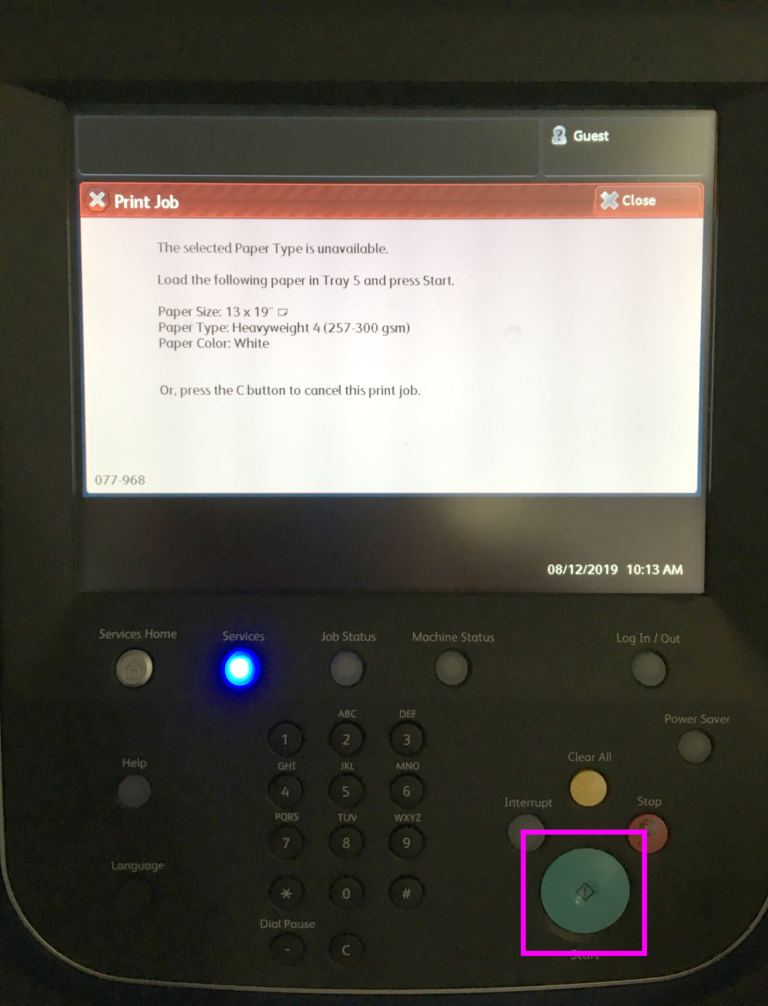 Guest
Print Job
Close
The selected Paper Type is unavailable.
Load the following paper in Tray 5 and press Start.
Paper Size: 13 x 19"
Paper Type: Heavyweight 4 (257-300 gsm)
Paper Color: White
Or, press the C button to cancel this print job.
077-968
08/12/2019 10:13 AM
Services Home
Services
Job Status
Machine Status
Log In / Out
Power Saver
ABC
DEF
1
2
3
Help
GHI
JKL
MNO
Clear All
4
5
6
Interrupt
Stop
PQRS
TUV
WXYZ
7
8
9
Language
*
0
#
Dial Pause
-
C
Start